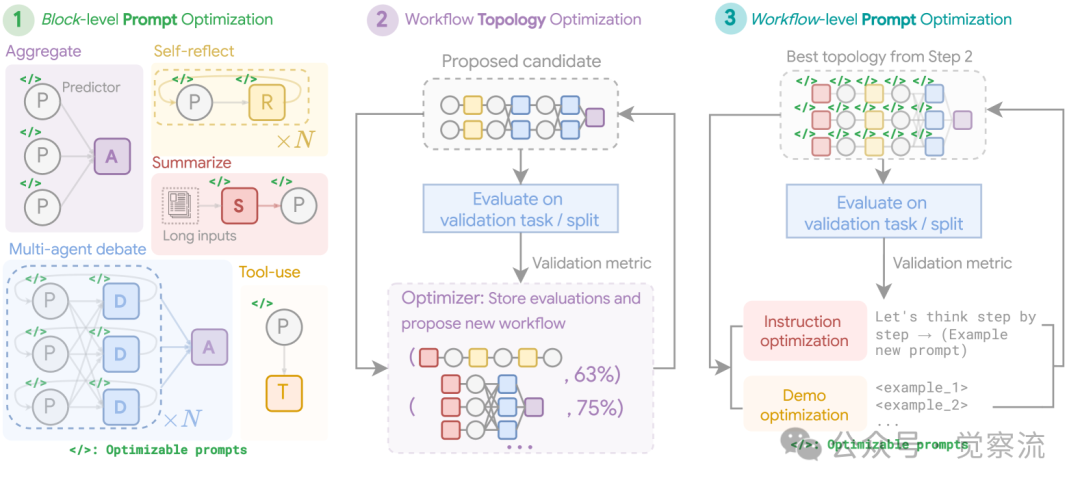 1 Block-level Prompt Optimization
Aggregate
</>
P
Predictor
</>
P
A
</>
P
Self-reflect
</>
</>
P
R
×N
Summarize
</>
</>
S
P
Long inputs
Multi-agent debate
</>
</>
P
D
</>
</>
P
D
A
</>
</>
P
D
×N
Tool-use
</>
P
T
</>: Optimizable prompts
2 Workflow Topology Optimization
Proposed candidate
Evaluate on
validation task / split
Validation metric
Optimizer: Store evaluations and
propose new workflow
( , 63%)
( , 75%)
...
3 Workflow-level Prompt Optimization
Best topology from Step 2
</> </> </> </> </>
</> </> </> </> </>
</> </> </> </> </>
Evaluate on
validation task / split
Validation metric
Instruction
optimization
Let's think step by
step → (Example
new prompt)
Demo
optimization
<example_1>
<example_2>
...
</>: Optimizable prompts
公众号 · 觉察流